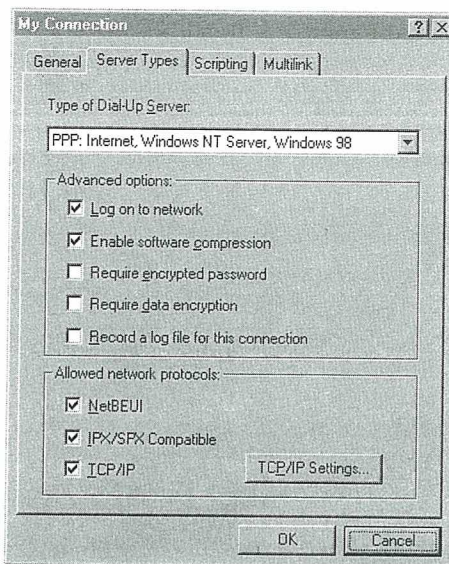 My Connection
General Server Types Scripting Multilink
Type of Dial-Up Server:
PPP: Internet, Windows NT Server, Windows 98
Advanced options:
Log on to network
Enable software compression
Require encrypted password
Require data encryption
Record a log file for this connection
Allowed network protocols:
NetBEUI
IPX/SPX Compatible
TCP/IP
TCP/IP Settings...
OK Cancel